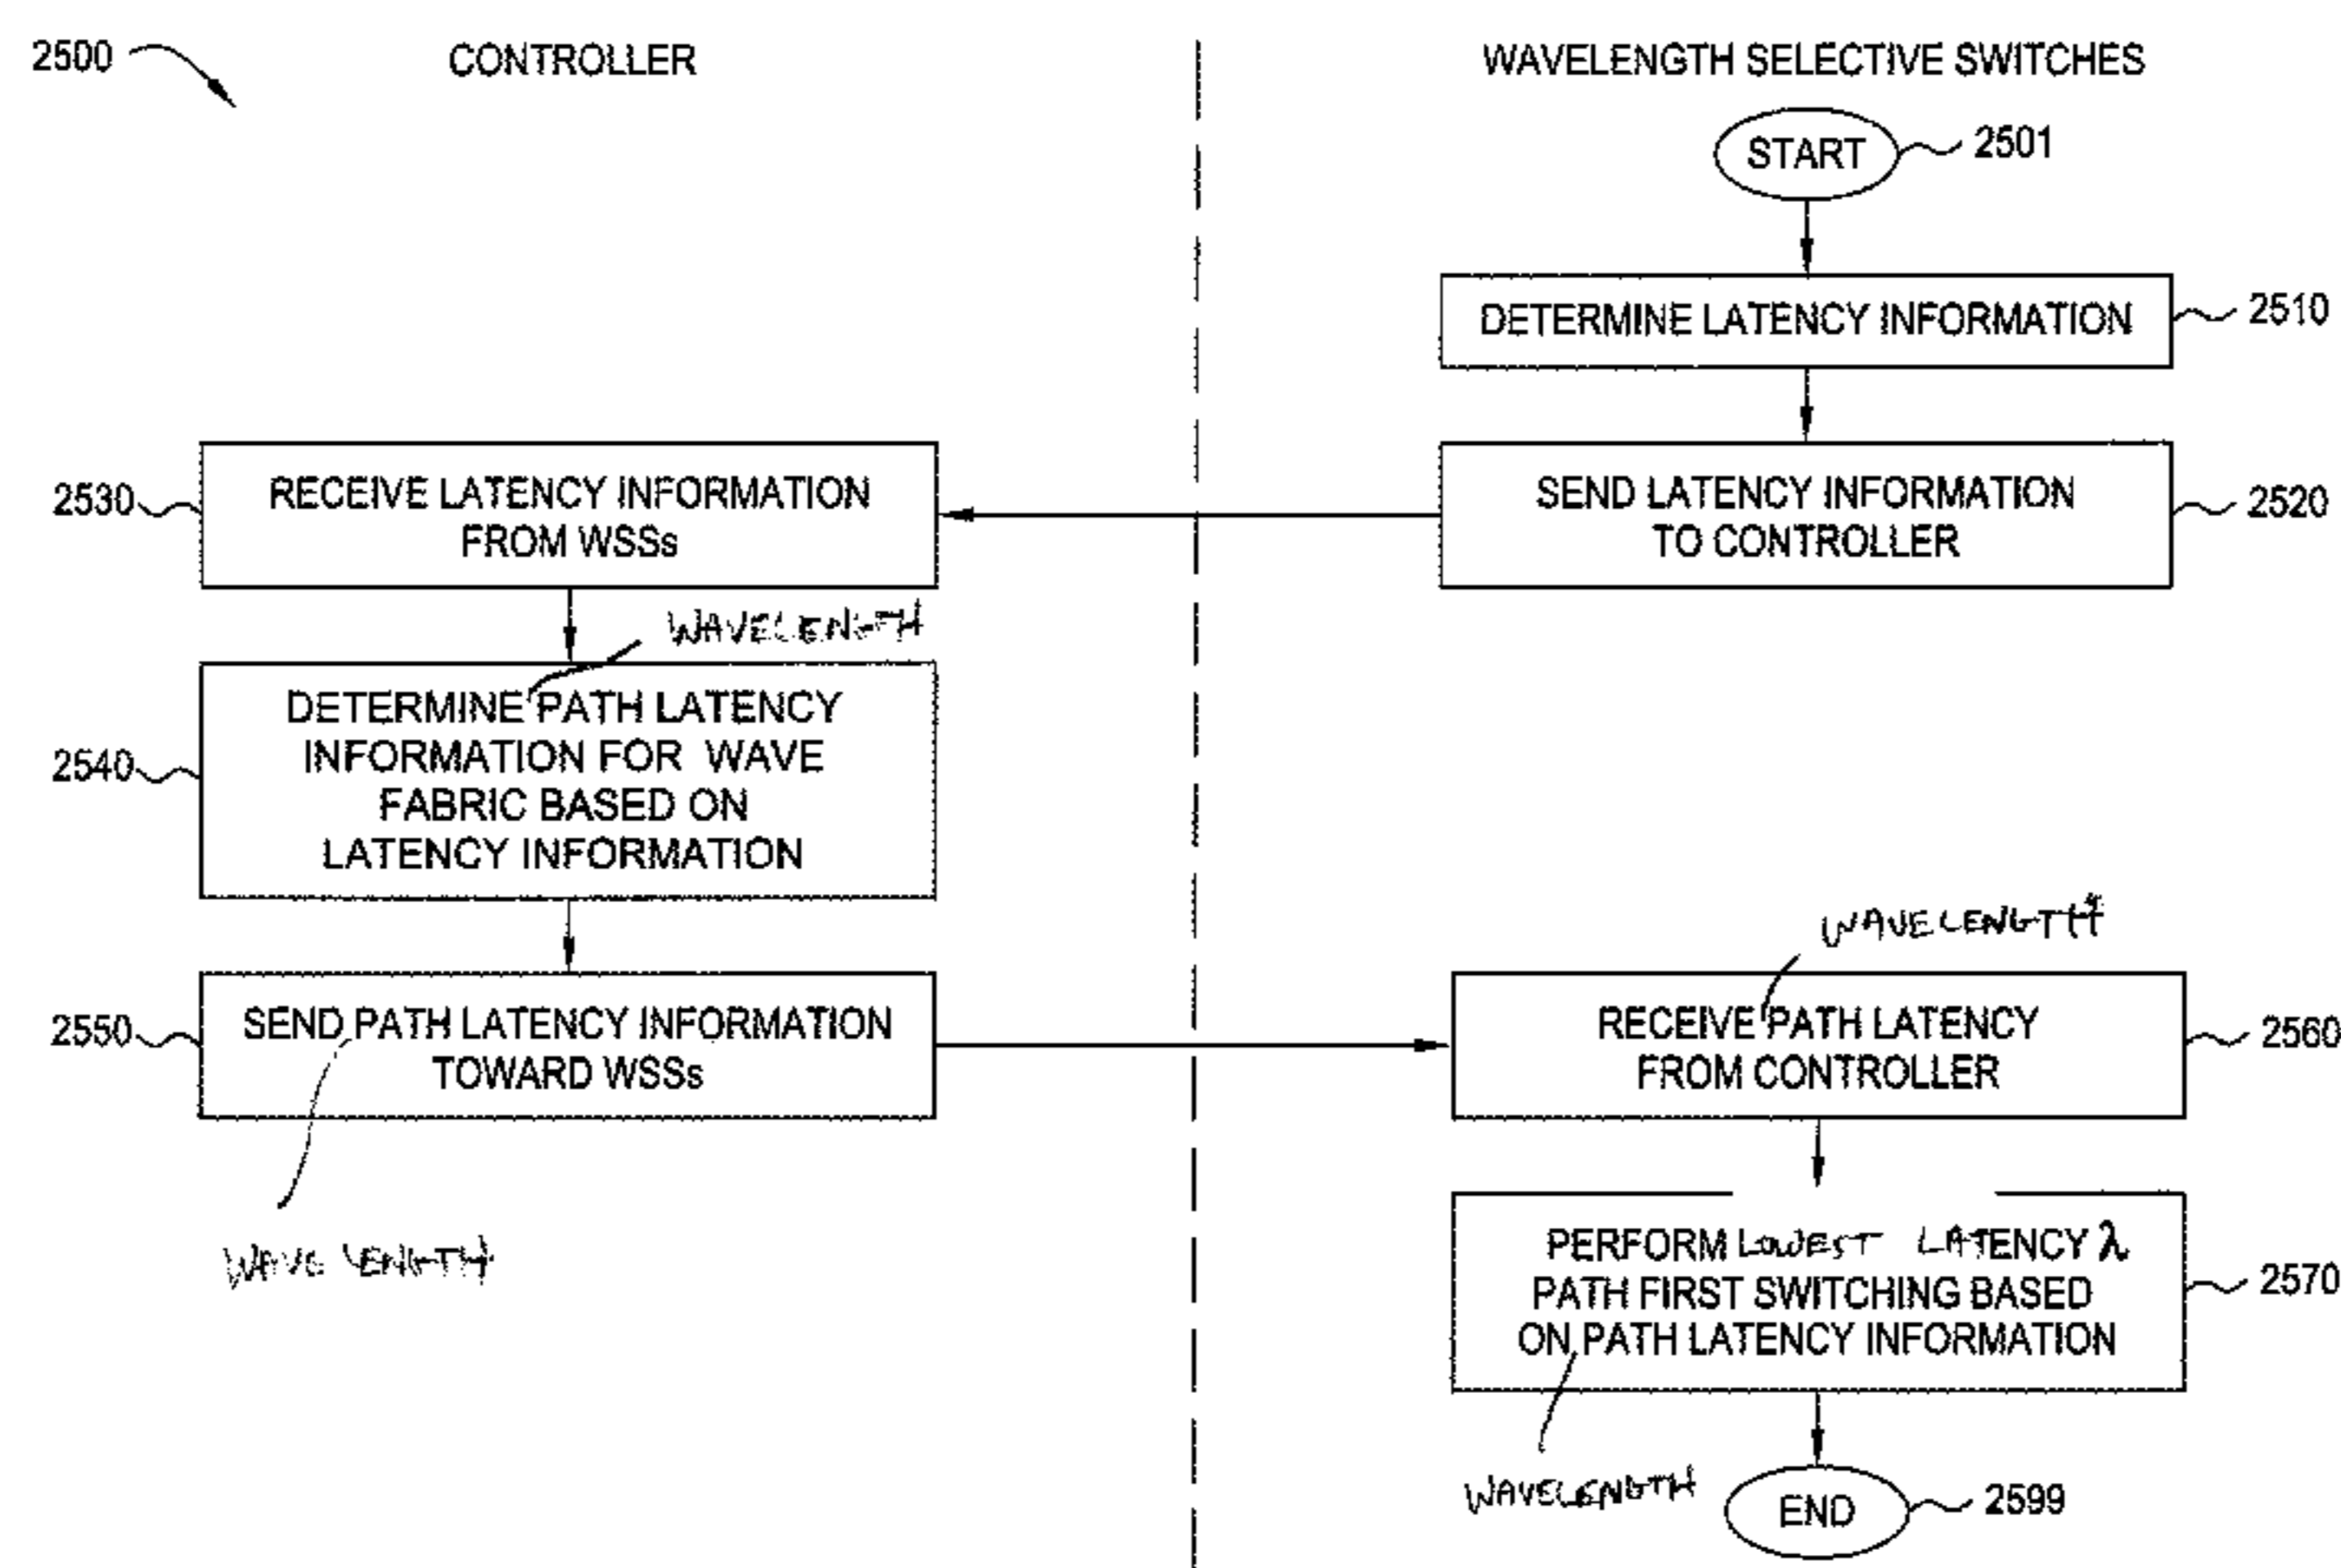 2500
CONTROLLER
WAVELENGTH SELECTIVE SWITCHES
START
2501
DETERMINE LATENCY INFORMATION
2510
SEND LATENCY INFORMATION
TO CONTROLLER
2520
2530
RECEIVE LATENCY INFORMATION
FROM WSSs
WAVELENGTH
2540
DETERMINE PATH LATENCY
INFORMATION FOR WAVE
FABRIC BASED ON
LATENCY INFORMATION
2550
SEND PATH LATENCY INFORMATION
TOWARD WSSs
WAVE LENGTH
WAVELENGTH
RECEIVE PATH LATENCY
FROM CONTROLLER
2560
PERFORM LOWEST LATENCY λ
PATH FIRST SWITCHING BASED
ON PATH LATENCY INFORMATION
2570
WAVELENGTH
END
2599